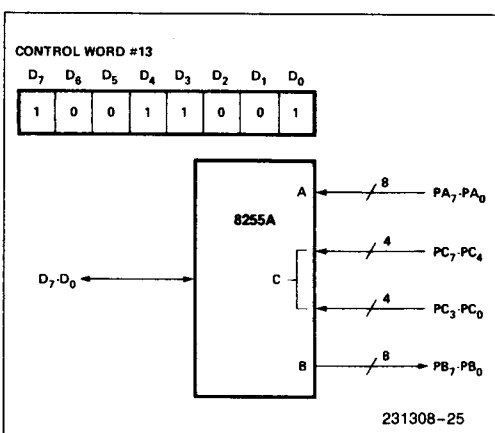 CONTROL WORD #13
D7 D6 D5 D4 D3 D2 D1 D0
1 0 0 1 1 0 0 1
8255A
A 8 PA7-PA0
4 PC7-PC4
D7-D0 C
4 PC3-PC0
B 8 PB7-PB0
231308-25